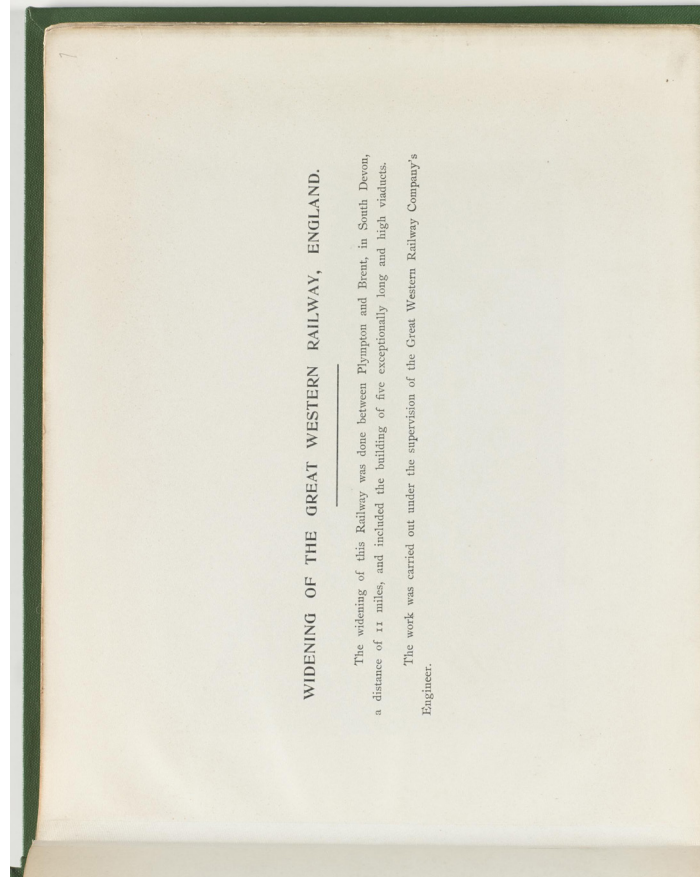 WIDENING OF THE GREAT WESTERN RAILWAY, ENGLAND.
The widening of this Railway was done between Plympton and Brent, in South Devon,
a distance of 11 miles, and included the building of five exceptionally long and high viaducts.
The work was carried out under the supervision of the Great Western Railway Company's
Engineer.